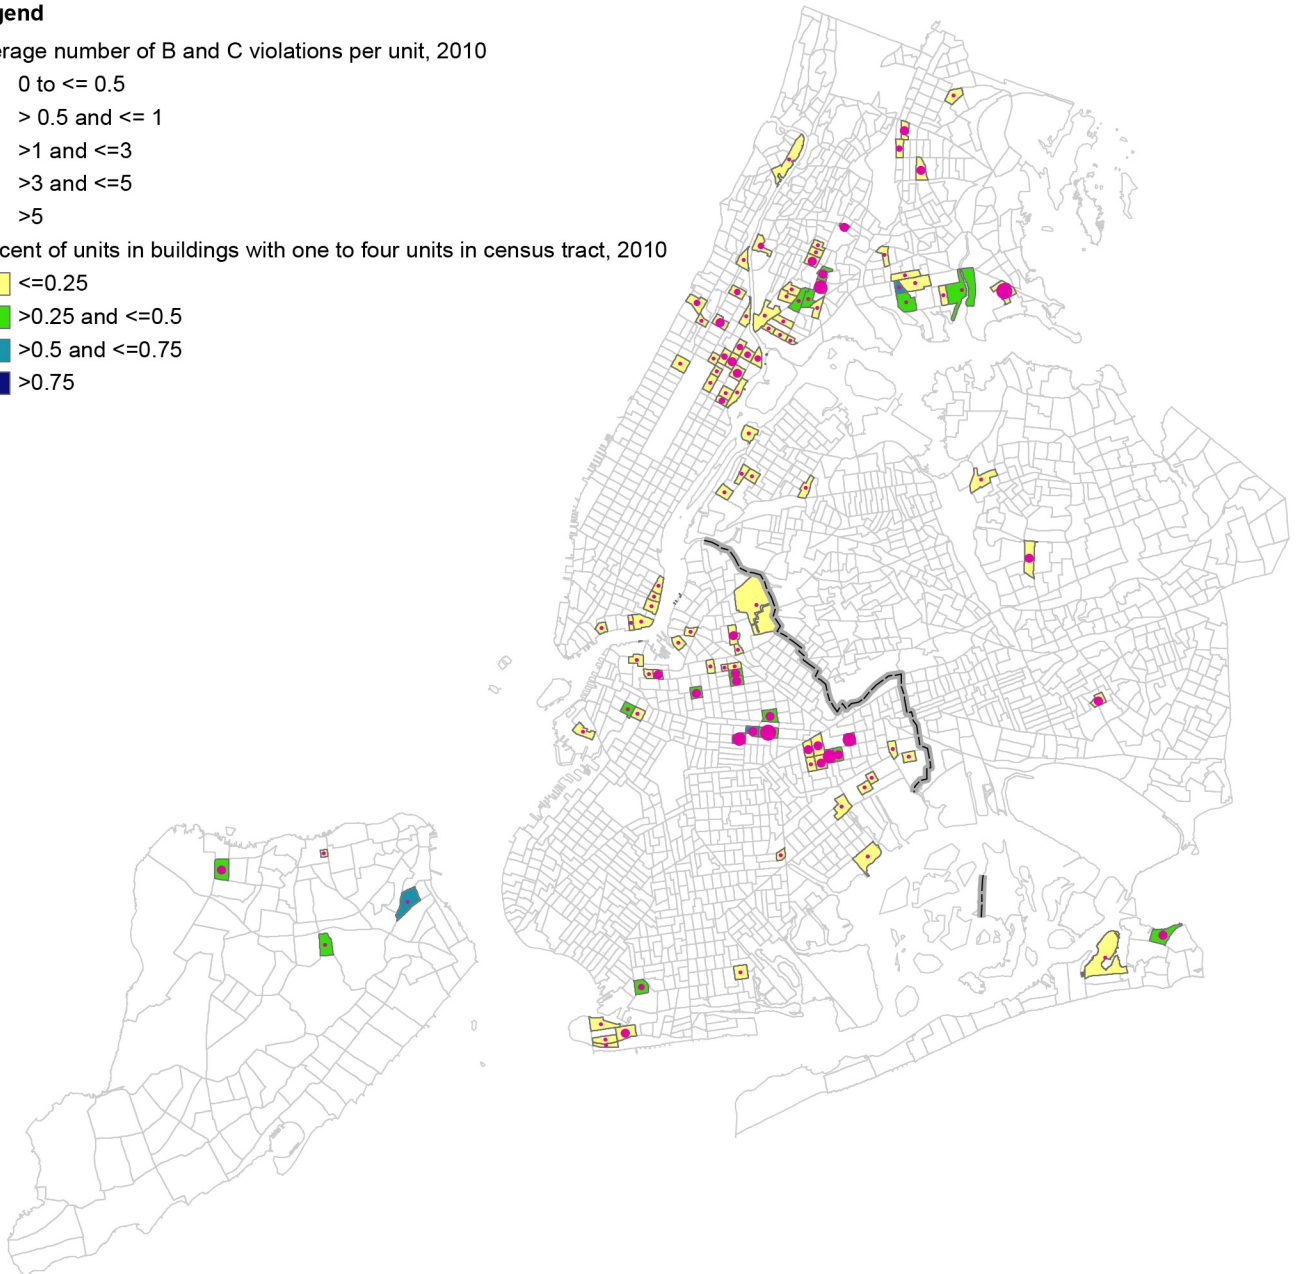 gend
erage number of B and C violations per unit, 2010
0 to <= 0.5
> 0.5 and <= 1
>1 and <=3
>3 and <=5
>5
cent of units in buildings with one to four units in census tract, 2010
<=0.25
>0.25 and <=0.5
>0.5 and <=0.75
>0.75